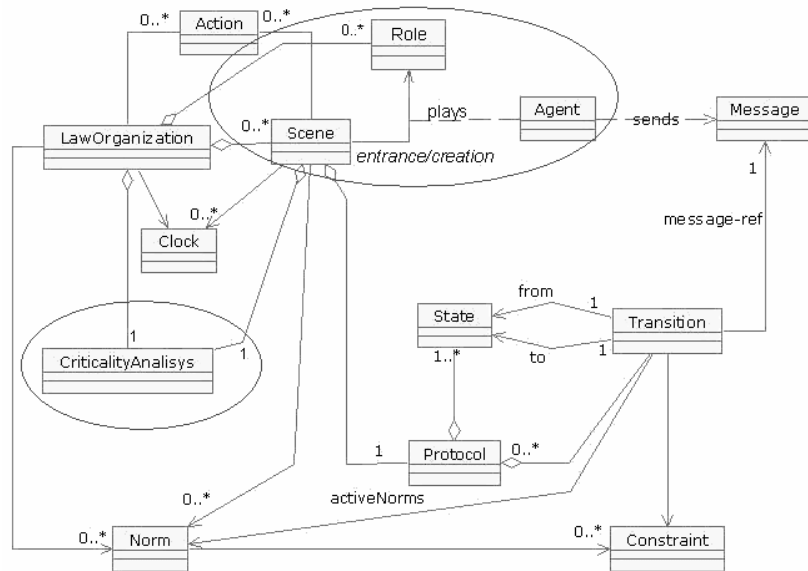 0..*
Action
0..*
0..*
Role
plays
Agent
sends
Message
LawOrganization
0..*
Scene
entrance/creation
1
0..*
Clock
message-ref
from
1
State
Transition
1
CriticalityAnalisys
1
1..*
to
1
1
Protocol
0..*
activeNorms
0..*
0..*
Norm
0..*
Constraint